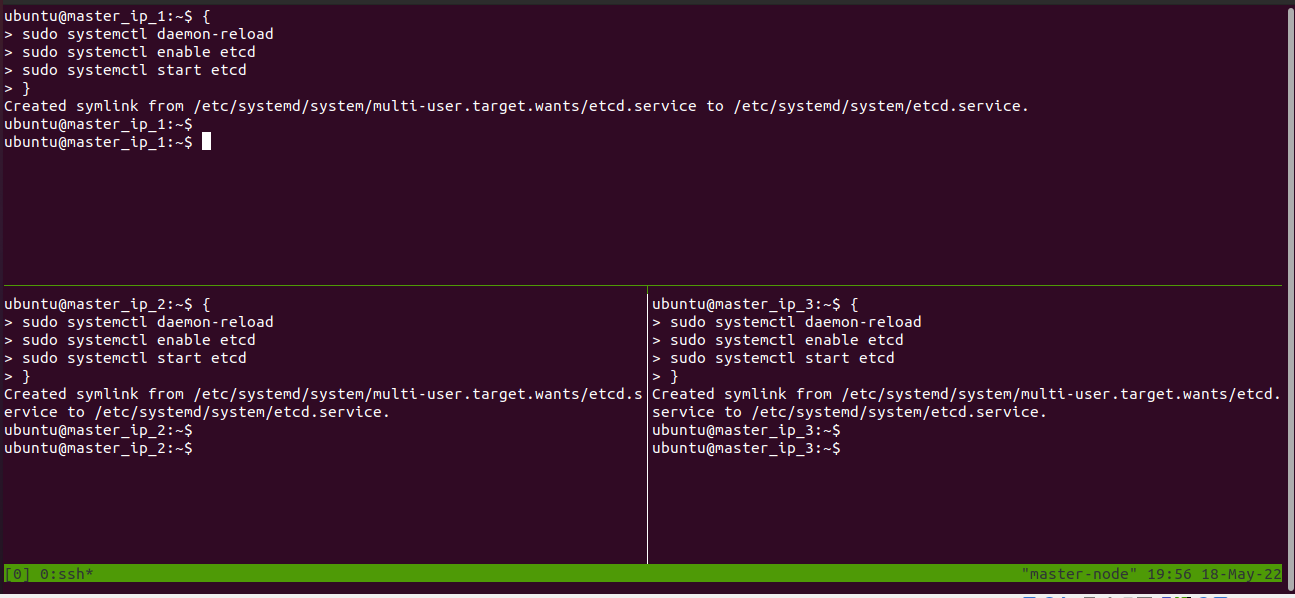 ubuntu@master_ip_1:~$ {
> sudo systemctl daemon-reload
> sudo systemctl enable etcd
> sudo systemctl start etcd
> }
Created symlink from /etc/systemd/system/multi-user.target.wants/etcd.service to /etc/systemd/system/etcd.service.
ubuntu@master_ip_1:~$
ubuntu@master_ip_1:~$
ubuntu@master_ip_2:~$ {
> sudo systemctl daemon-reload
> sudo systemctl enable etcd
> sudo systemctl start etcd
> }
Created symlink from /etc/systemd/system/multi-user.target.wants/etcd.s
ervice to /etc/systemd/system/etcd.service.
ubuntu@master_ip_2:~$
ubuntu@master_ip_2:~$
ubuntu@master_ip_3:~$ {
> sudo systemctl daemon-reload
> sudo systemctl enable etcd
> sudo systemctl start etcd
> }
Created symlink from /etc/systemd/system/multi-user.target.wants/etcd.
service to /etc/systemd/system/etcd.service.
ubuntu@master_ip_3:~$
ubuntu@master_ip_3:~$
[0] 0:ssh* "master-node" 19:56 18-May-22